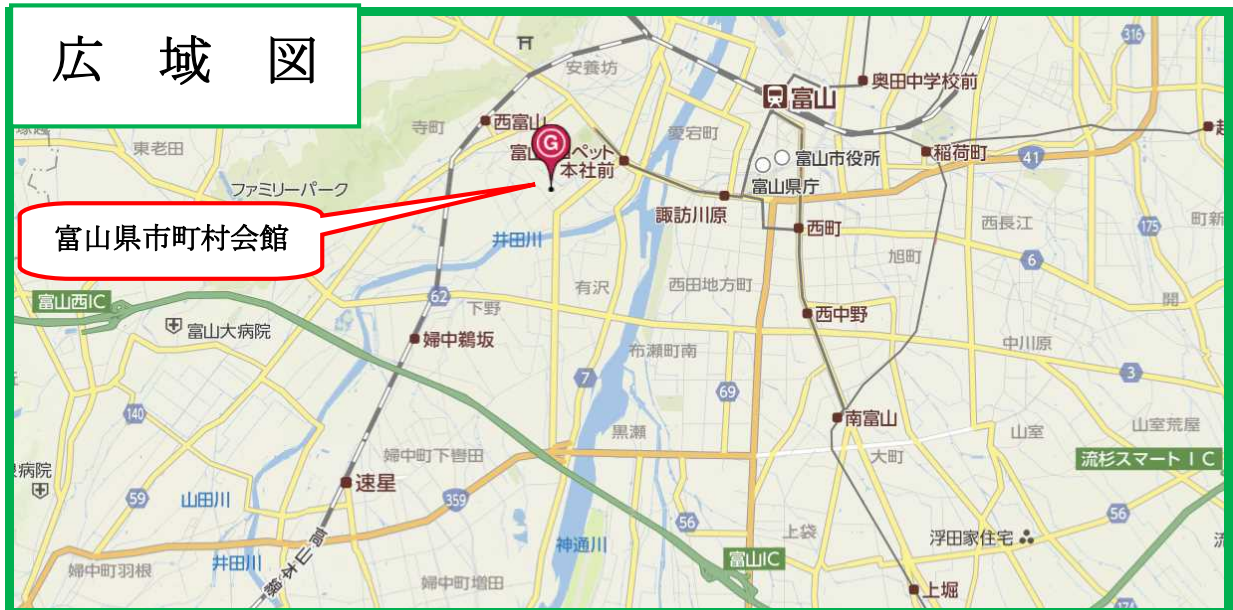 広域図
安養坊
316
奥田中学校前
富山
寺町
西富山
愛宕町
東老田
G
本社前
富山市役所
稲荷町
41
富山県庁
ファミリーパーク
諏訪川原
西長江
町新
175
富山県市町村会館
井田川
西町
旭町
6
西田地方町
有沢
開
富山西IC
62
下野
西中野
富山大病院
婦中鵜坂
中川原
布瀬町南
3
7
69
140
南富山
山室荒屋
黒瀬
山室
婦中町下轡田
大町
流杉スマートIC
病院
速星
59
山田川
359
56
56
上袋
浮田家住宅
神通川
高山本線
井田川
富山IC
婦中町羽根
婦中町増田
上堀